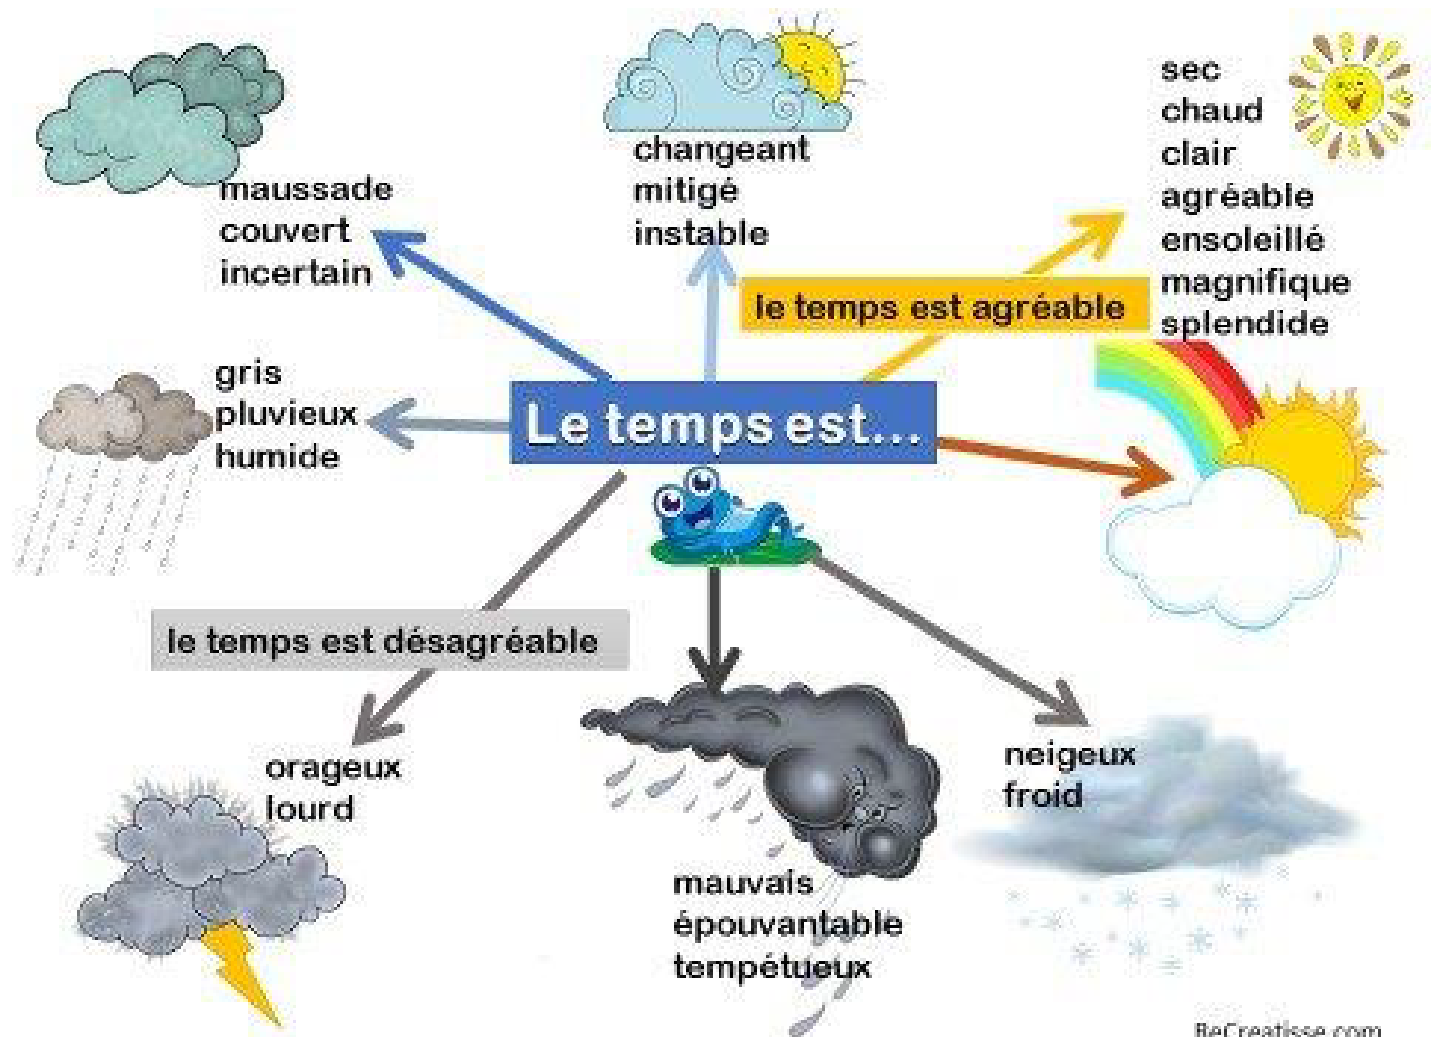 maussade
couvert
incertain
changeant
mitigé
instable
sec
chaud
clair
agréable
ensoleillé
magnifique
splendide
le temps est agréable
gris
pluvieux
humide
Le temps est...
le temps est désagréable
orageux
lourd
mauvais
épouvantable
tempétueux
neigeux
froid
BeCreatisse.com